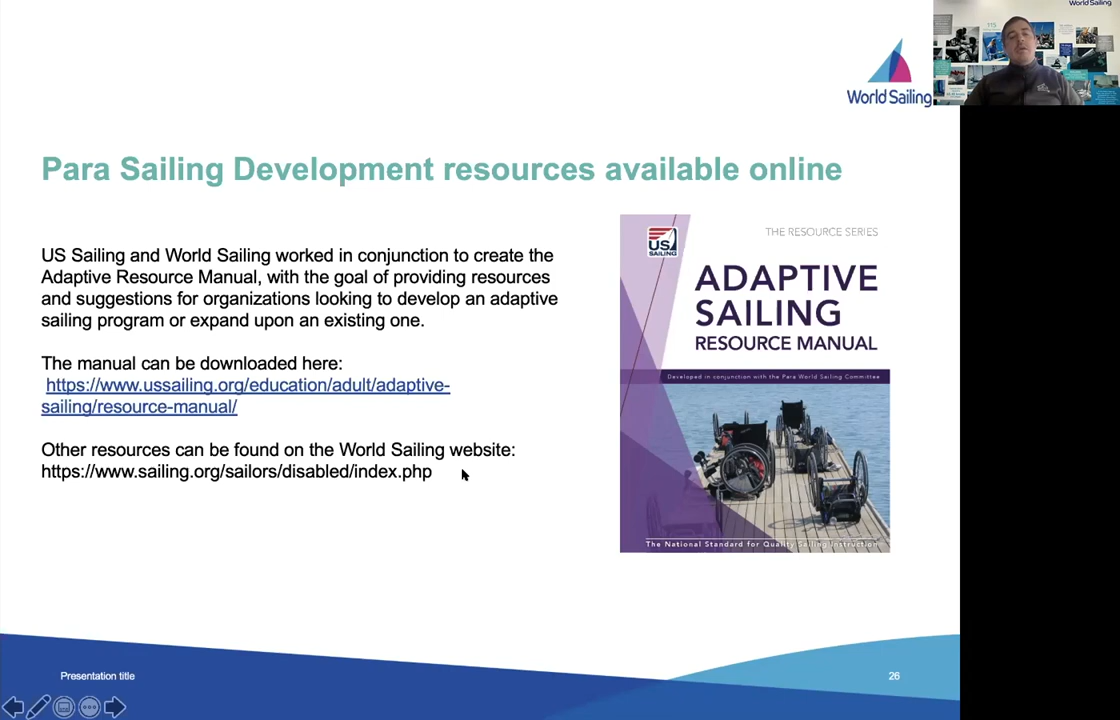 World Sailing
World Sailing
Para Sailing Development resources available online
US Sailing and World Sailing worked in conjunction to create the
Adaptive Resource Manual, with the goal of providing resources
and suggestions for organizations looking to develop an adaptive
sailing program or expand upon an existing one.
The manual can be downloaded here:
https://www.ussailing.org/education/adult/adaptive-
sailing/resource-manual/
Other resources can be found on the World Sailing website:
https://www.sailing.org/sailors/disabled/index.php
US
SAILING
THE RESOURCE SERIES
ADAPTIVE
SAILING
RESOURCE MANUAL
Developed in conjunction with the Para World Sailing Committee
The National Standard for Quality Sailing Instruction
Presentation title
26